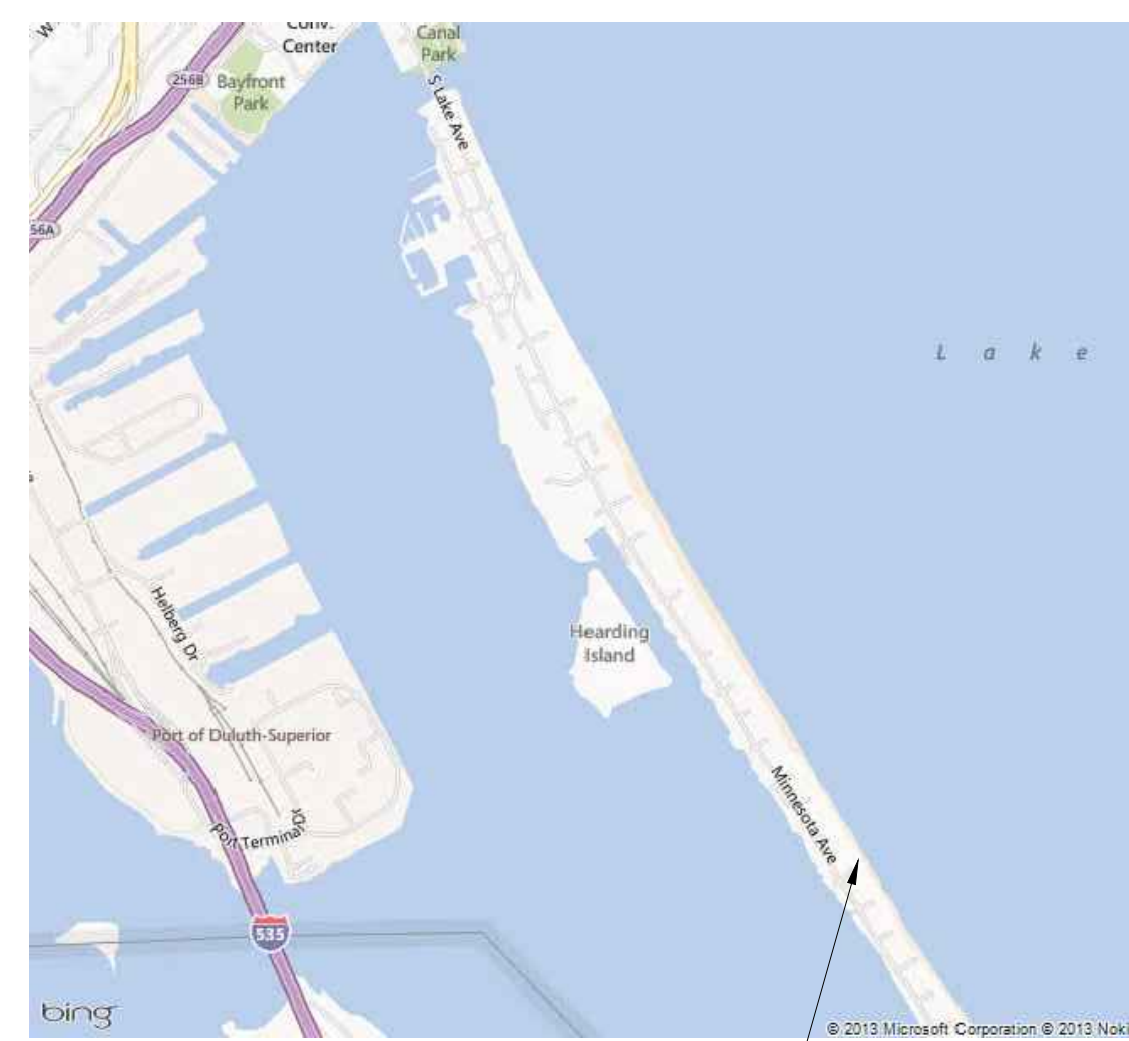 Conv.
Center
Canal
Park
256B
Bayfront
Park
S Lake Ave
56A
L a k e
Helberg Dr
Hearding
Island
Port of Duluth-Superior
Minnesota Ave
Port Terminal Dr
535
bing
© 2013 Microsoft Corporation © 2013 Noki